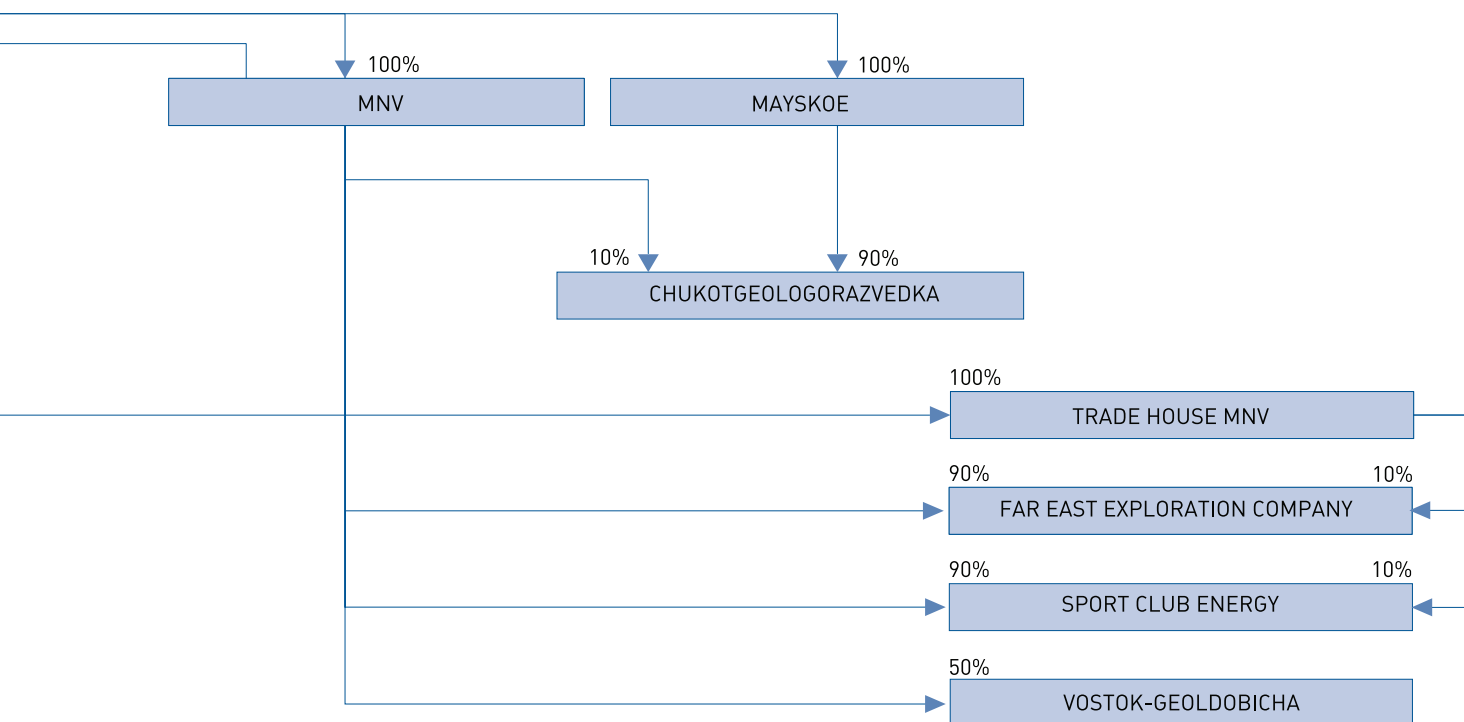 100%
100%
MNV
MAYSKOE
10%
90%
CHUKOTGEOLOGORAZVEDKA
100%
TRADE HOUSE MNV
90%
10%
FAR EAST EXPLORATION COMPANY
90%
10%
SPORT CLUB ENERGY
50%
VOSTOK-GEOLDOBICHA